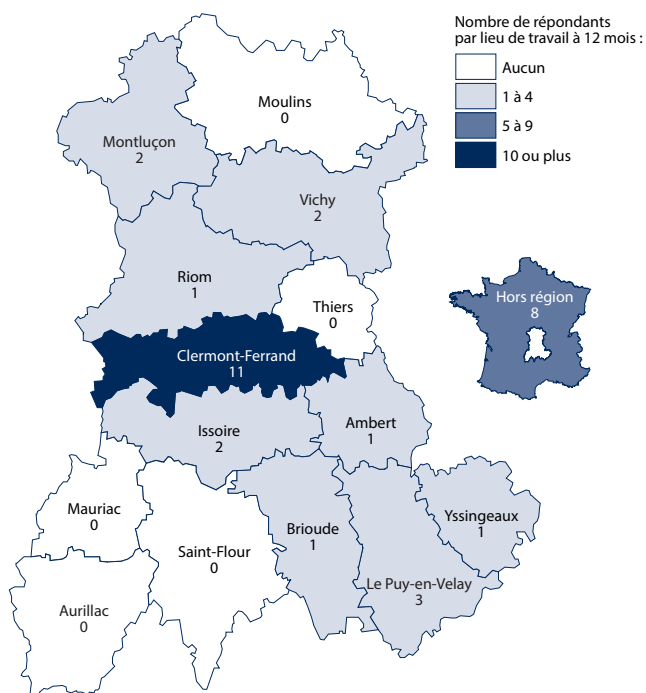 Nombre de répondants
par lieu de travail à 12 mois :
Aucun
1 à 4
5 à 9
10 ou plus
Moulins
0
Montluçon
2
Vichy
2
Riom
1
Thiers
0
Hors région
8
Clermont-Ferrand
11
Issoire
2
Ambert
1
Mauriac
0
Saint-Flour
0
Brioude
1
Yssingeaux
1
Le Puy-en-Velay
3
Aurillac
0